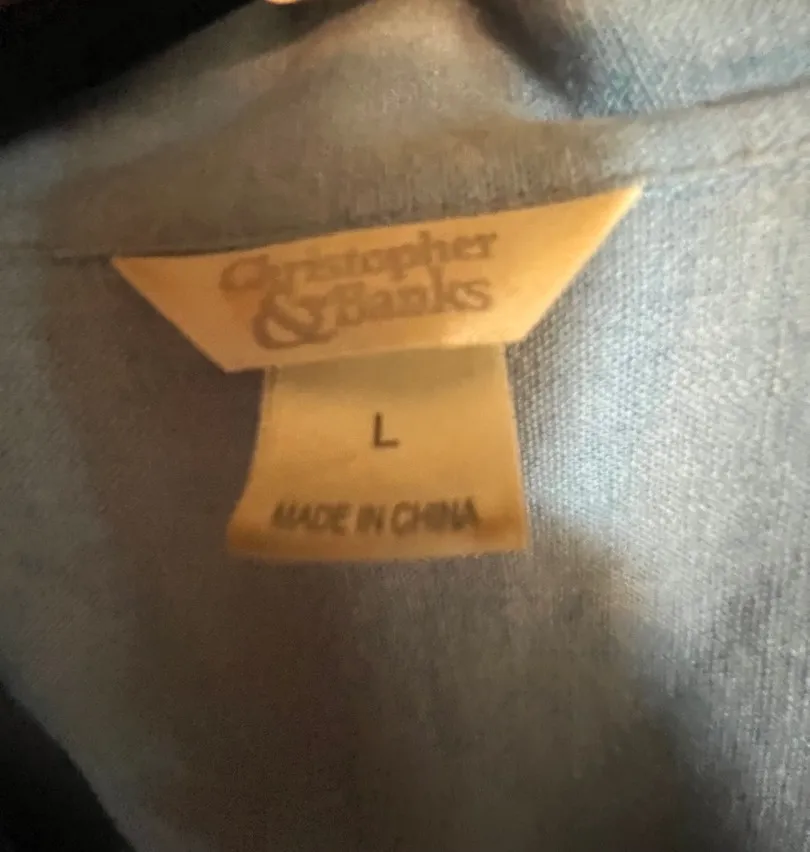 Christopher
& Banks
L
MADE IN CHINA